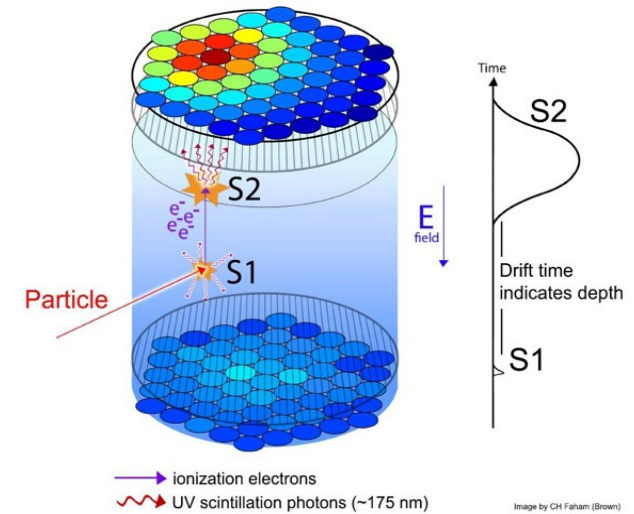 Time
S2
S2
e-
e- e-
e-
E
field
S1
Drift time
indicates depth
Particle
S1
ionization electrons
UV scintillation photons (~175 nm)
Image by CH Faham (Brown)